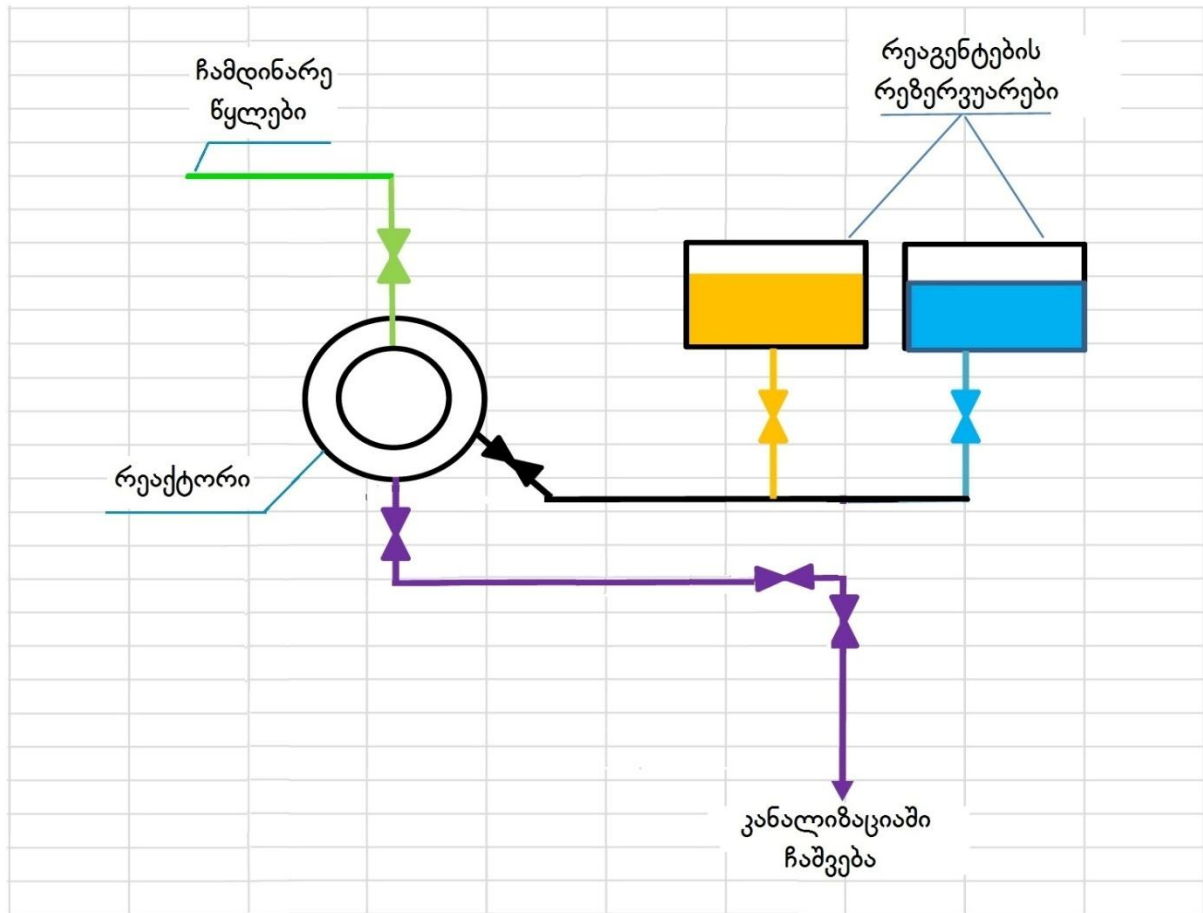 ჩამდინარე
წყლები
რეაგენტების
რეზერვუარები
რეაქტორი
კანალიზაციაში
ჩაშვება